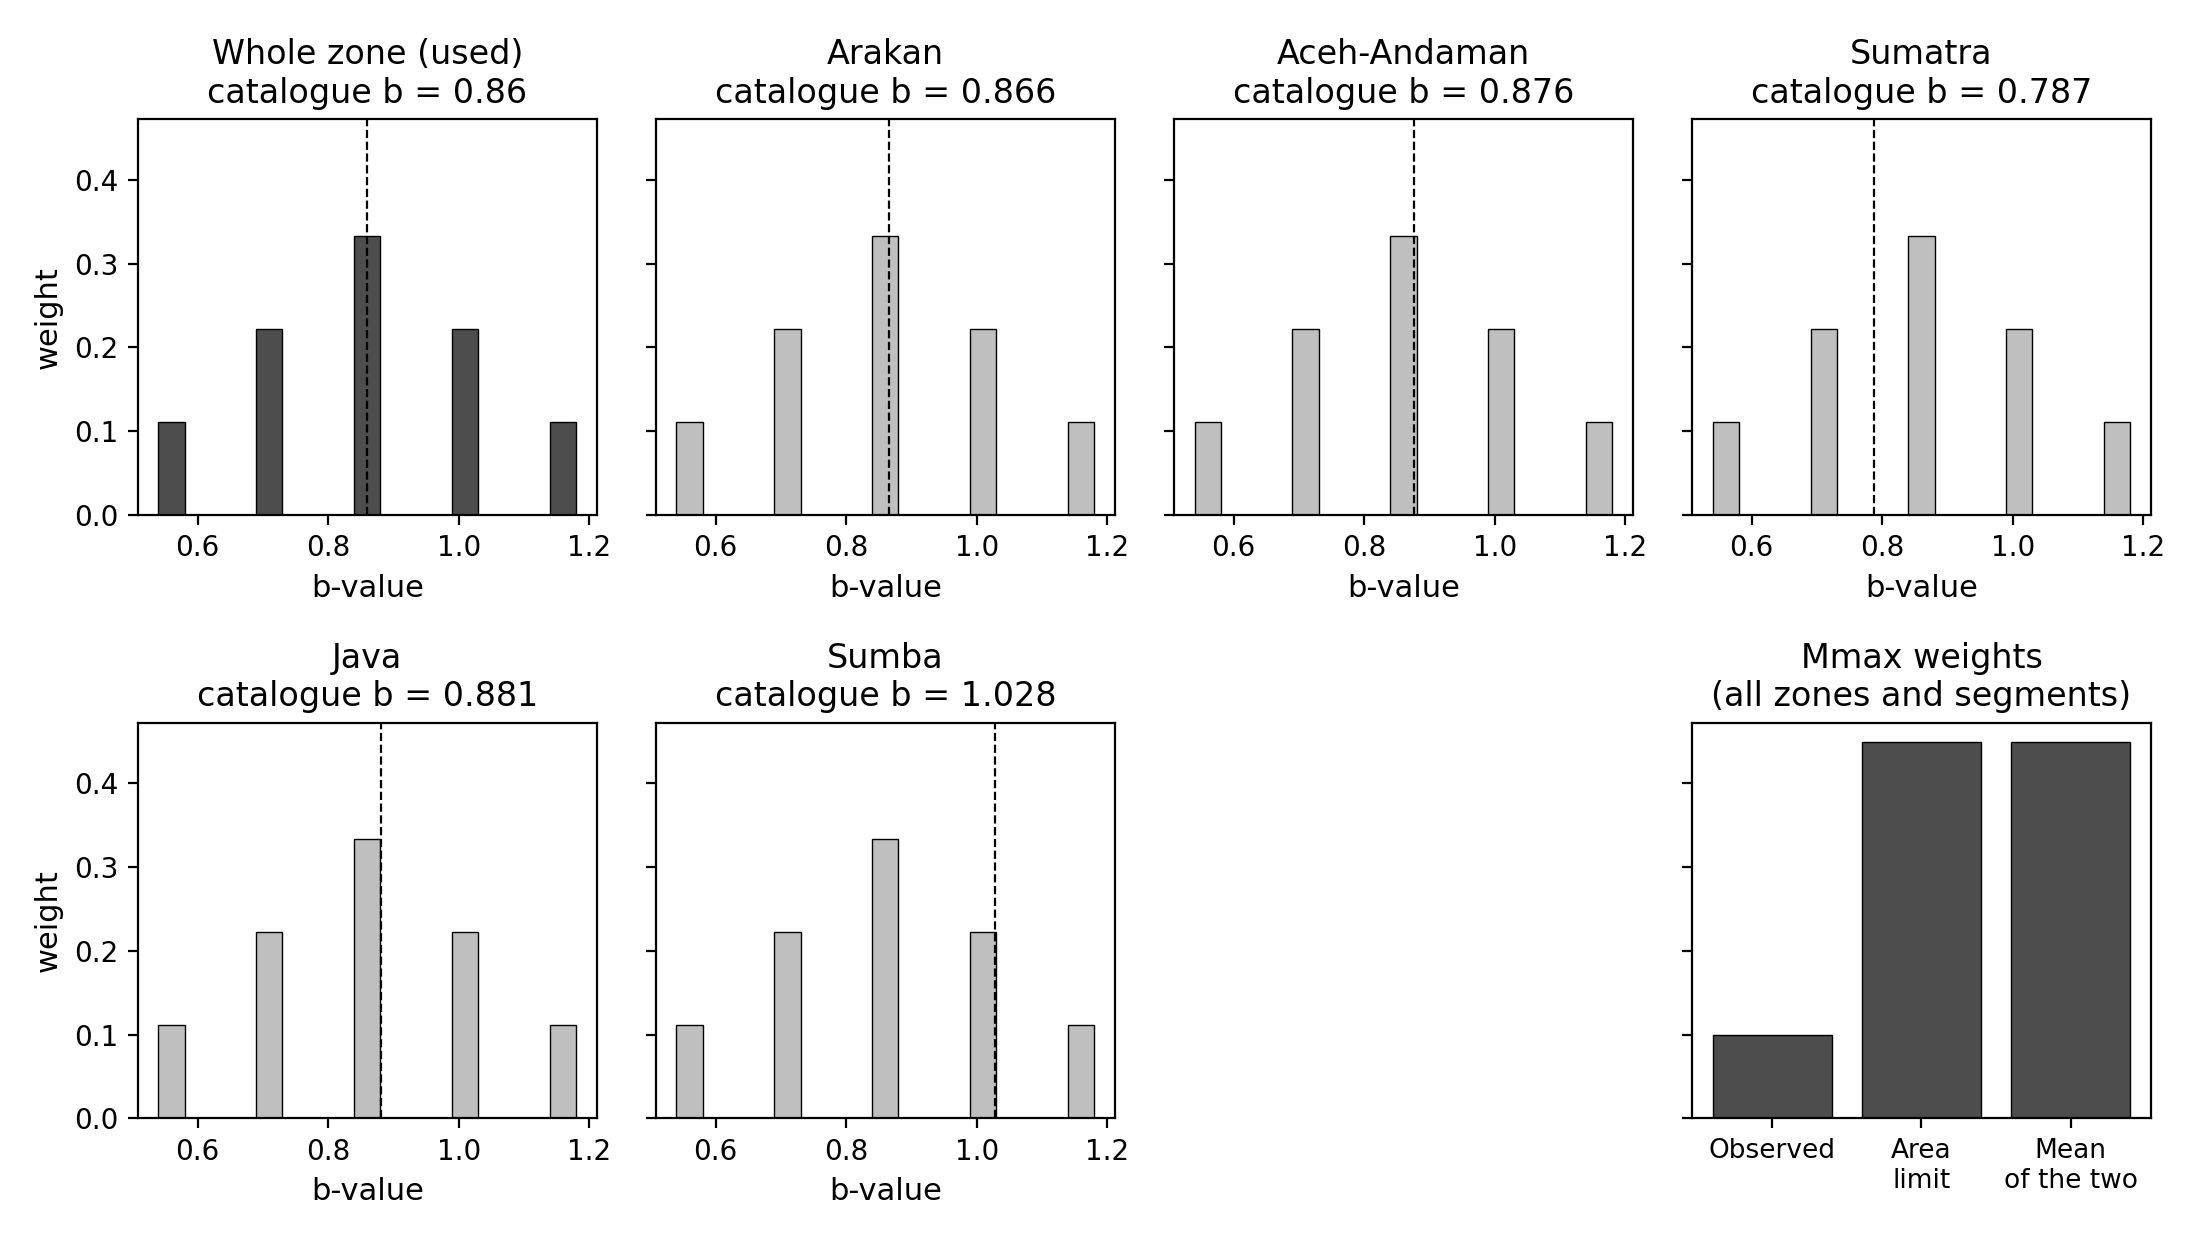 Whole zone (used)
catalogue b = 0.86
Arakan
catalogue b = 0.866
Aceh-Andaman
catalogue b = 0.876
Sumatra
catalogue b = 0.787
weight
0.4
0.3
0.2
0.1
0.0
0.6 0.8 1.0 1.2
b-value
0.6 0.8 1.0 1.2
b-value
0.6 0.8 1.0 1.2
b-value
0.6 0.8 1.0 1.2
b-value
Java
catalogue b = 0.881
Sumba
catalogue b = 1.028
Mmax weights
(all zones and segments)
weight
0.4
0.3
0.2
0.1
0.0
0.6 0.8 1.0 1.2
b-value
0.6 0.8 1.0 1.2
b-value
Observed
Area
limit
Mean
of the two